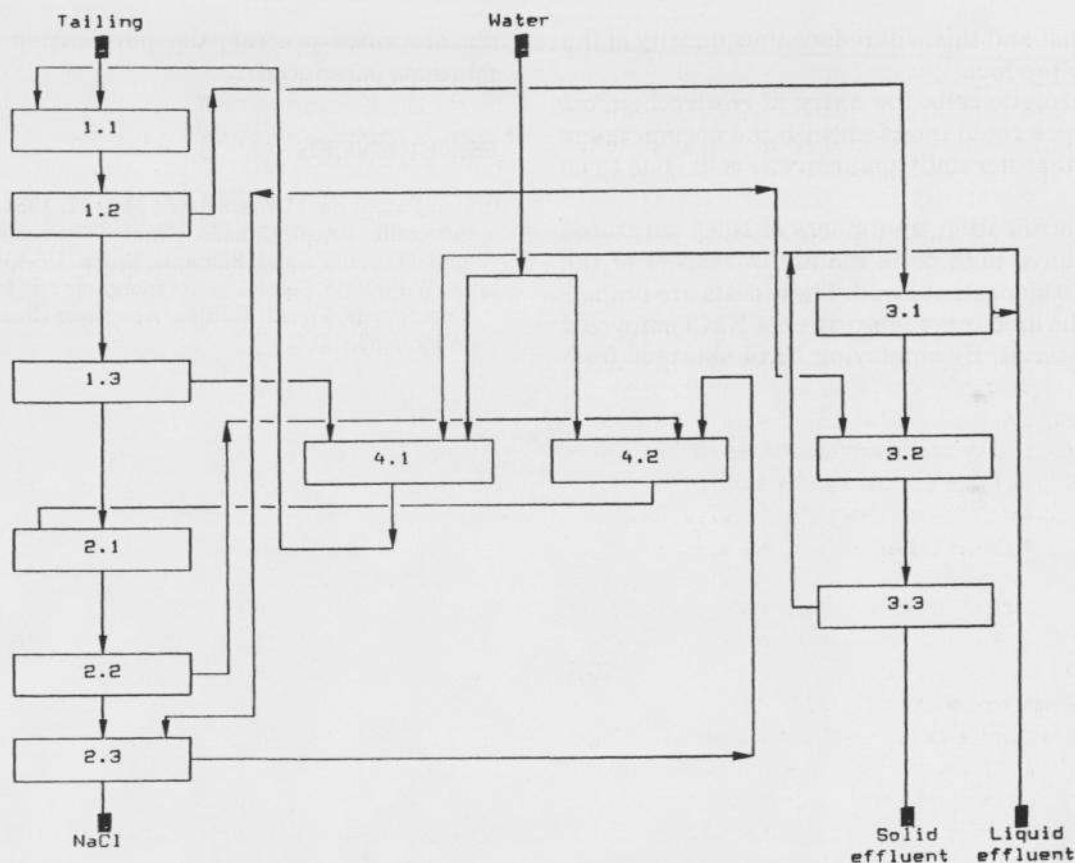 Tailing
Water
1.1
1.2
1.3
2.1
2.2
2.3
NaCl
4.1
4.2
3.1
3.2
3.3
Solid
effluent
Liquid
effluent